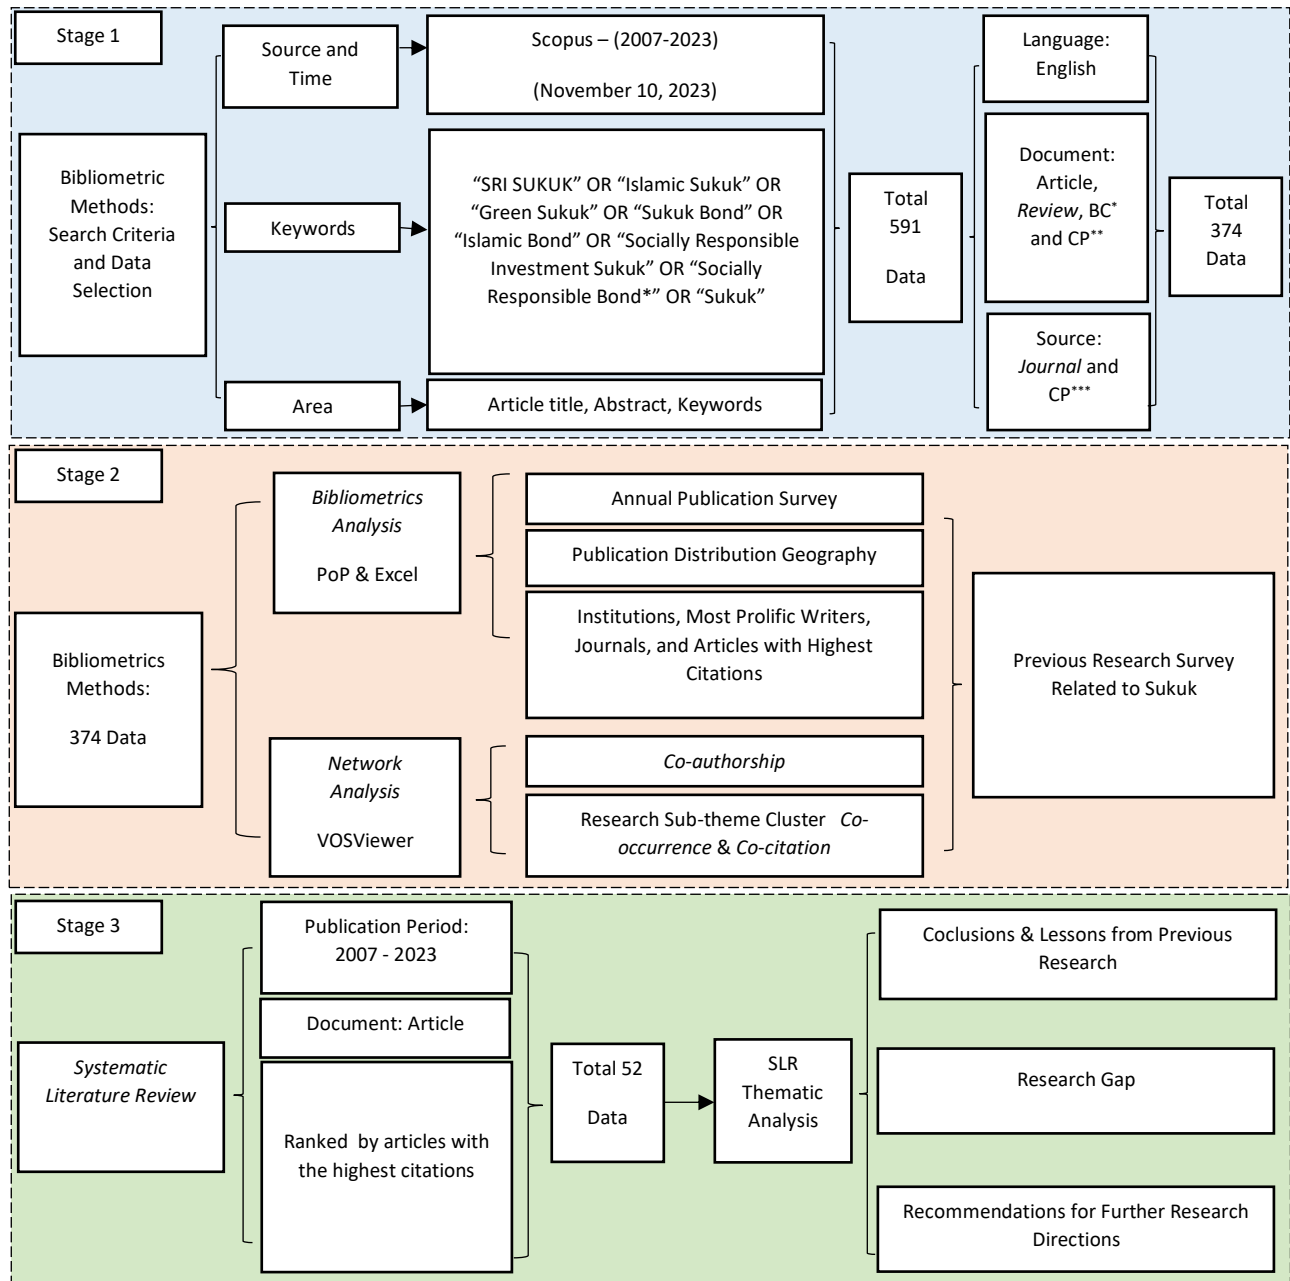 Stage 1
Bibliometric
Methods:
Search Criteria
and Data
Selection
Source and
Time
Scopus – (2007-2023)
(November 10, 2023)
Keywords
“SRI SUKUK” OR “Islamic Sukuk” OR
“Green Sukuk” OR “Sukuk Bond” OR
“Islamic Bond” OR “Socially Responsible
Investment Sukuk” OR “Socially
Responsible Bond*” OR “Sukuk”
Area
Article title, Abstract, Keywords
Total
591
Data
Language:
English
Document:
Article,
Review, BC*
and CP**
Source:
Journal and
CP***
Total
374
Data
Stage 2
Bibliometrics
Methods:
374 Data
Bibliometrics
Analysis
PoP & Excel
Annual Publication Survey
Publication Distribution Geography
Institutions, Most Prolific Writers,
Journals, and Articles with Highest
Citations
Network
Analysis
VOSViewer
Co-authorship
Research Sub-theme Cluster Co-
occurrence & Co-citation
Previous Research Survey
Related to Sukuk
Stage 3
Systematic
Literature Review
Publication Period:
2007 - 2023
Document: Article
Ranked by articles with
the highest citations
Total 52
Data
SLR
Thematic
Analysis
Coclusions & Lessons from Previous
Research
Research Gap
Recommendations for Further Research
Directions